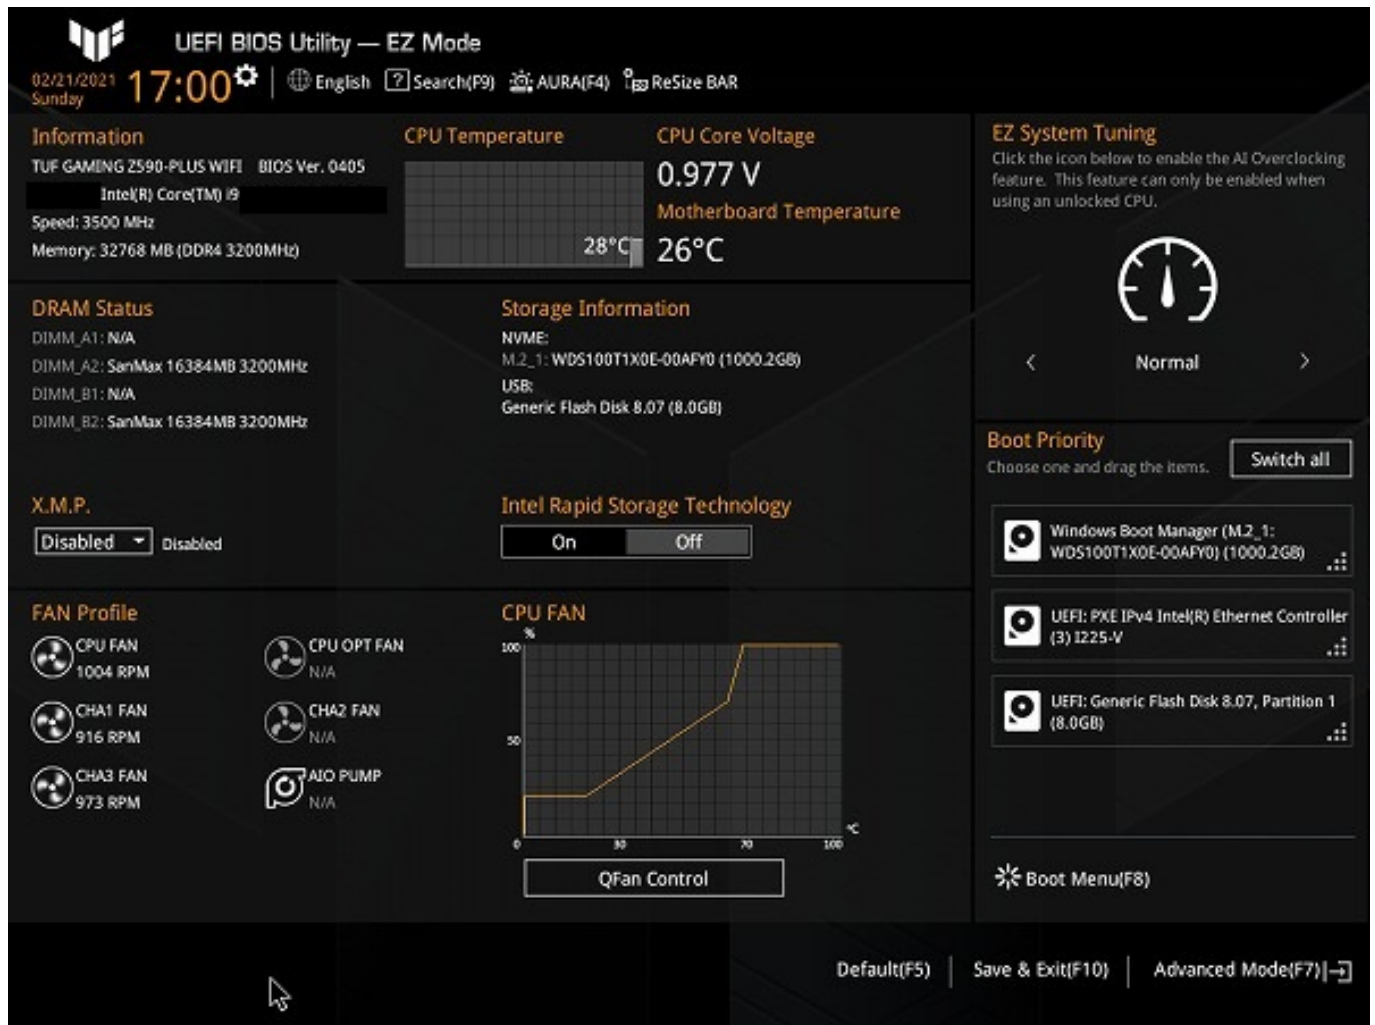 UEFI BIOS Utility — EZ Mode
02/21/2021
Sunday
17:00
English
Search(F9)
AURA(F4)
ReSize BAR
Information
TUF GAMING Z590-PLUS WIFI BIOS Ver. 0405
Intel(R) Core(TM) i9
Speed: 3500 MHz
Memory: 32768 MB (DDR4 3200MHz)
CPU Temperature
28°C
CPU Core Voltage
0.977 V
Motherboard Temperature
26°C
EZ System Tuning
Click the icon below to enable the AI Overclocking
feature. This feature can only be enabled when
using an unlocked CPU.
Normal
DRAM Status
DIMM_A1: N/A
DIMM_A2: SanMax 16384MB 3200MHz
DIMM_B1: N/A
DIMM_B2: SanMax 16384MB 3200MHz
Storage Information
NVME:
M.2_1: WDS100T1X0E-00AFY0 (1000.2GB)
USB:
Generic Flash Disk 8.07 (8.0GB)
X.M.P.
Disabled
Disabled
Intel Rapid Storage Technology
On
Off
Boot Priority
Choose one and drag the items.
Switch all
Windows Boot Manager (M.2_1:
WDS100T1X0E-00AFY0) (1000.2GB)
UEFI: PXE IPv4 Intel(R) Ethernet Controller
(3) I225-V
UEFI: Generic Flash Disk 8.07, Partition 1
(8.0GB)
FAN Profile
CPU FAN
1004 RPM
CPU OPT FAN
N/A
CHA1 FAN
916 RPM
CHA2 FAN
N/A
CHA3 FAN
973 RPM
AIO PUMP
N/A
CPU FAN
%
100
50
°C
0
30
70
100
QFan Control
Boot Menu(F8)
Default(F5)
Save & Exit(F10)
Advanced Mode(F7)